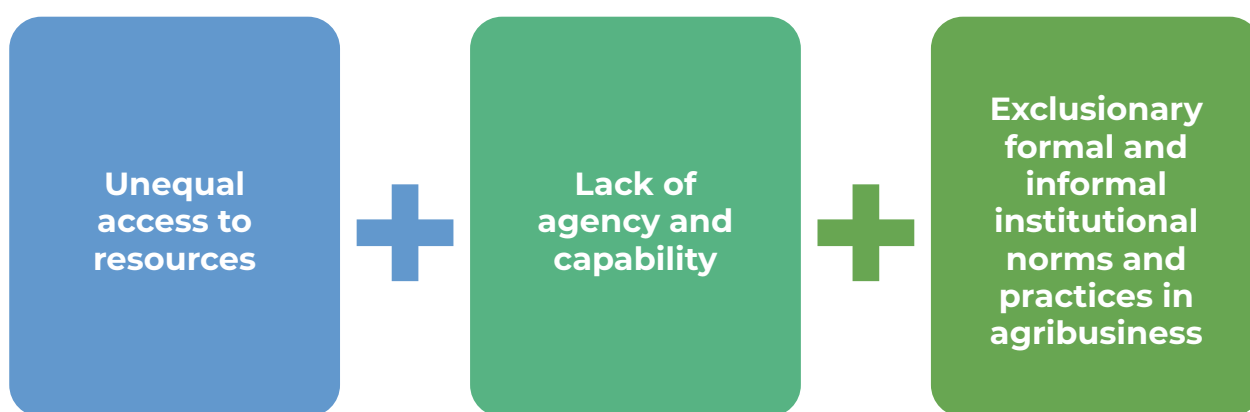 Unequal
access to
resources
Lack of
agency and
capability
Exclusionary
formal and
informal
institutional
norms and
practices in
agribusiness